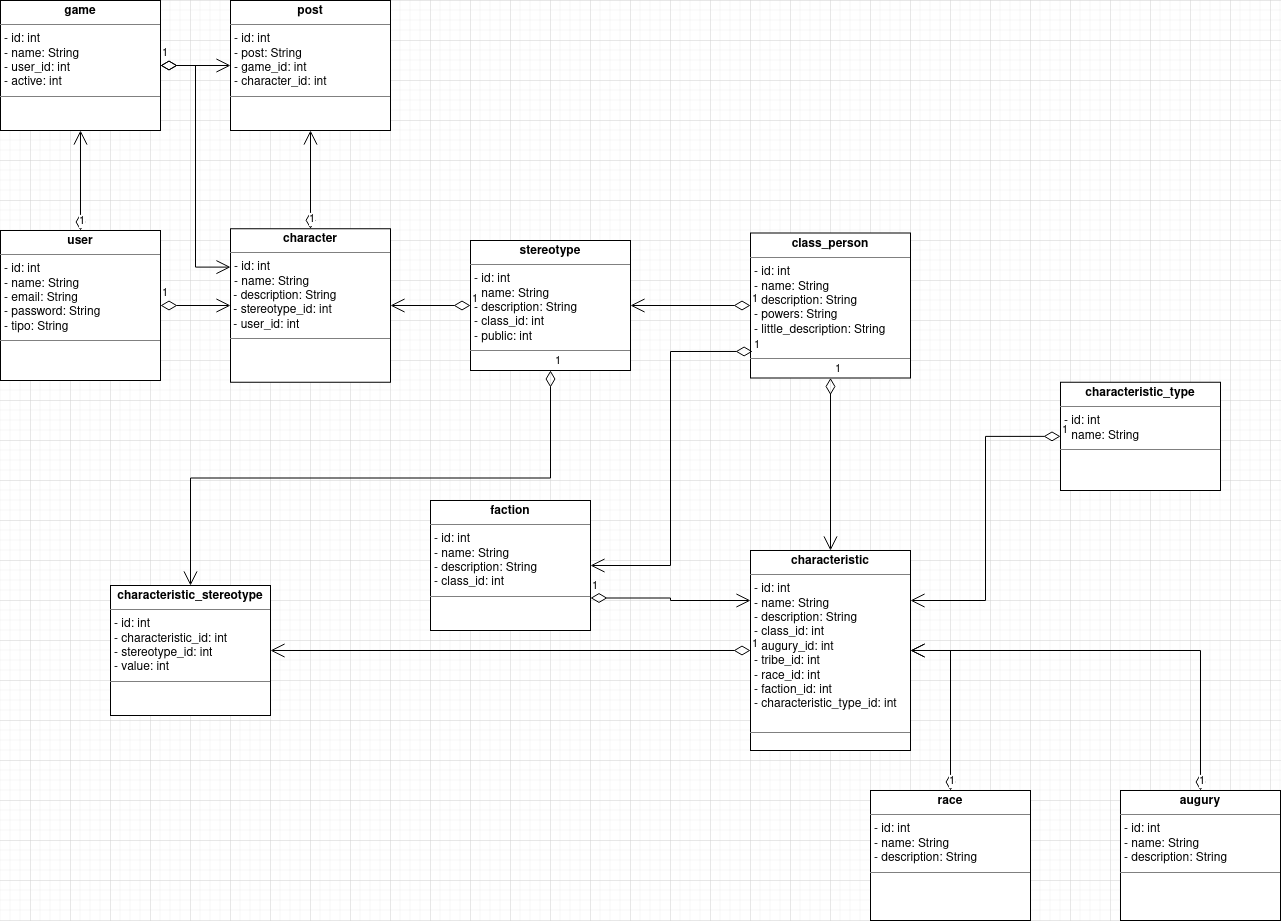 game
- id: int
- name: String
- user_id: int
- active: int
1
post
- id: int
- post: String
- game_id: int
- character_id: int
1
user
- id: int
- name: String
- email: String
- password: String
- tipo: String
1
1
character
- id: int
- name: String
- description: String
- stereotype_id: int
- user_id: int
stereotype
- id: int
1 name: String
- description: String
- class_id: int
- public: int
1
class_person
- id: int
- name: String
1 description: String
- powers: String
- little_description: String
1
1
characteristic_type
- id: int
1 name: String
faction
- id: int
- name: String
- description: String
- class_id: int
1
characteristic
- id: int
- name: String
- description: String
- class_id: int
1 augury_id: int
- tribe_id: int
- race_id: int
- faction_id: int
- characteristic_type_id: int
characteristic_stereotype
- id: int
- characteristic_id: int
- stereotype_id: int
- value: int
1
race
- id: int
- name: String
- description: String
1
augury
- id: int
- name: String
- description: String